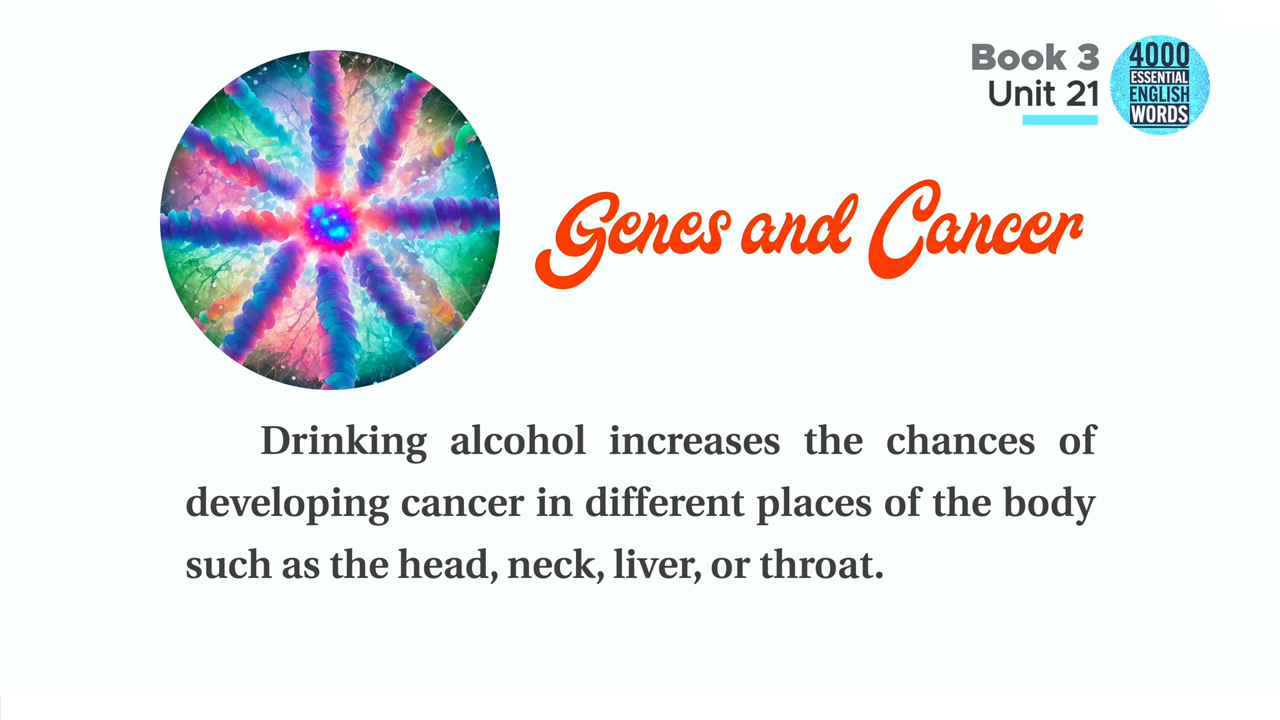 Book 3
Unit 21
4000
ESSENTIAL
ENGLISH
WORDS
Genes and Cancer
Drinking alcohol increases the chances of
developing cancer in different places of the body
such as the head, neck, liver, or throat.